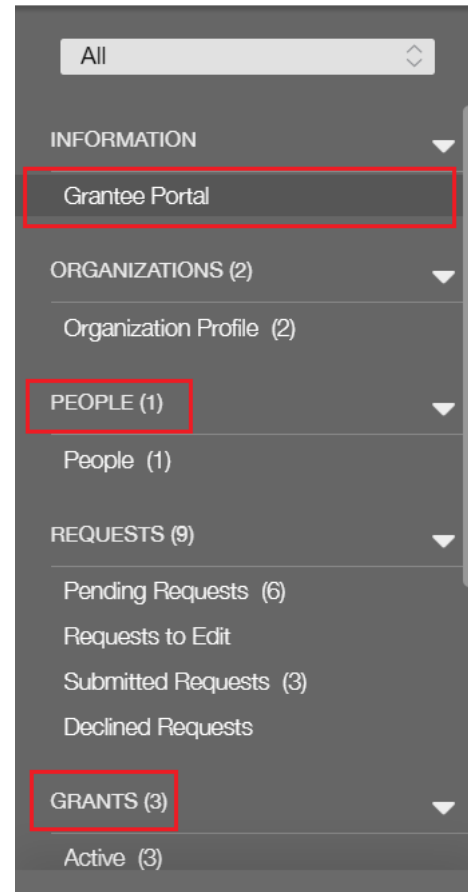 All
INFORMATION
Grantee Portal
ORGANIZATIONS (2)
Organization Profile (2)
PEOPLE (1)
People (1)
REQUESTS (9)
Pending Requests (6)
Requests to Edit
Submitted Requests (3)
Declined Requests
GRANTS (3)
Active (3)